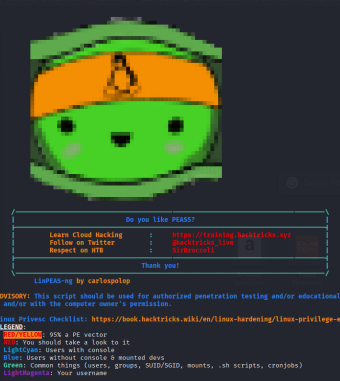 Do you like PEASS?
Learn Cloud Hacking : https://training.hacktricks.xyz
Follow on Twitter : @hacktricks_live
Respect on HTB : SirBroccoli
Thank you!
LinPEAS-ng by carlospolop
DVISORY: This script should be used for authorized penetration testing and/or educational
and/or with the computer owner's permission.
inux Privesc Checklist: https://book.hacktricks.wiki/en/linux-hardening/linux-privilege-e
LEGEND:
RED/YELLOW: 95% a PE vector
RED: You should take a look to it
LightCyan: Users with console
Blue: Users without console & mounted devs
Green: Common things (users, groups, SUID/SGID, mounts, .sh scripts, cronjobs)
LightMagenta: Your username